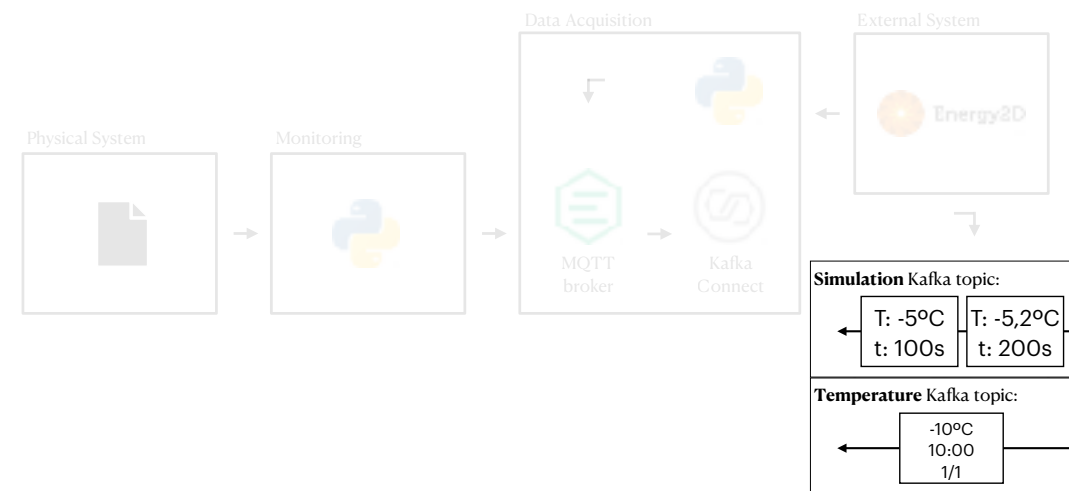 Data Acquisition
External System
Energy2D
Physical System
Monitoring
MQTT
broker
Kafka
Connect
Simulation Kafka topic:
T: -5ºC
t: 100s
T: -5,2ºC
t: 200s
Temperature Kafka topic:
-10ºC
10:00
1/1